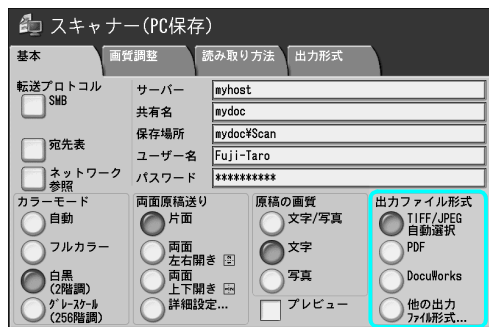 スキャナー(PC保存)
基本 画質調整 読み取り方法 出力形式
転送プロトコル
SMB
宛先表
ネットワーク
参照
サーバー myhost
共有名 mydoc
保存場所 mydoc¥Scan
ユーザー名 Fuji-Taro
パスワード **********
カラーモード
自動
フルカラー
白黒
(2階調)
グレースケール
(256階調)
両面原稿送り
片面
両面
左右開き
両面
上下開き
詳細設定...
原稿の画質
文字/写真
文字
写真
プレビュー
出力ファイル形式
TIFF/JPEG
自動選択
PDF
DocuWorks
他の出力
ファイル形式...